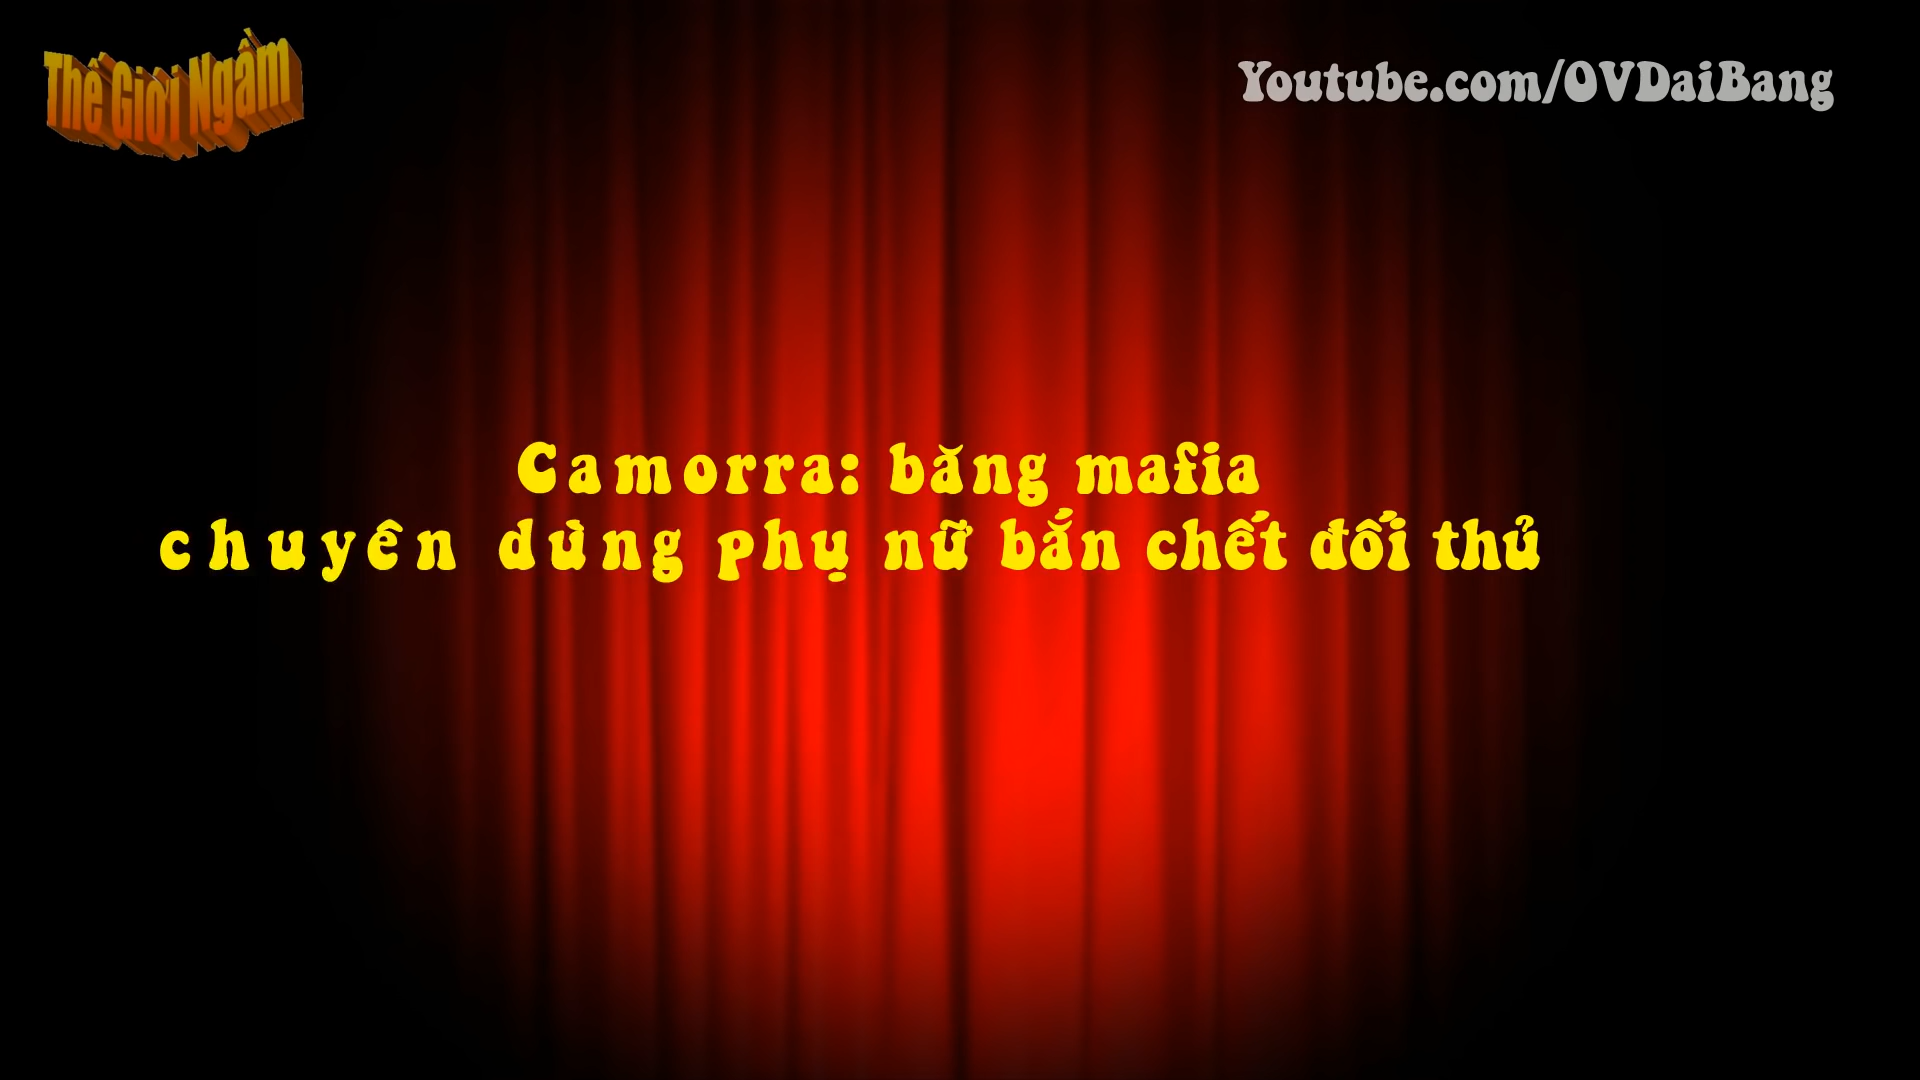 Thế Giới Ngầm
Youtube.com/OVDaiBang
Camorra: băng mafia
chuyên dùng phụ nữ bắn chết đối thủ